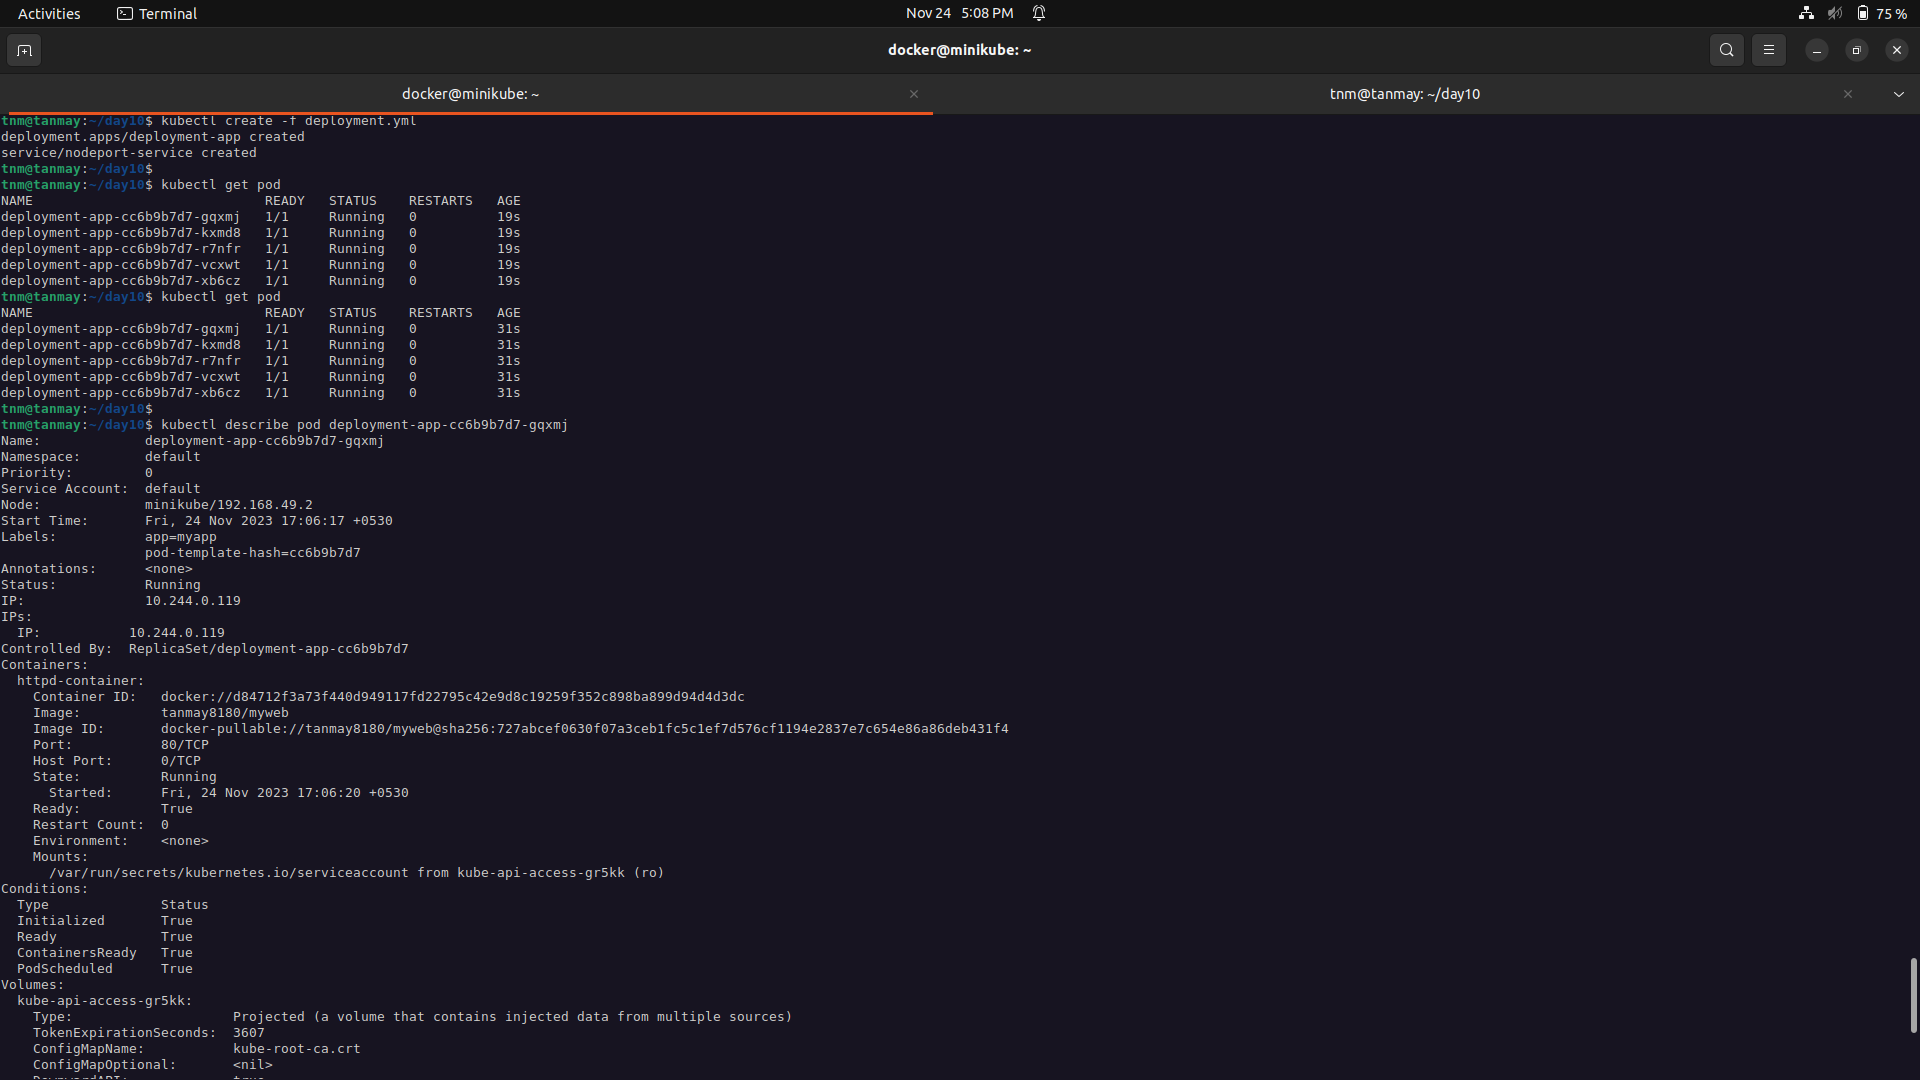 Activities Terminal Nov 24 5:08 PM 75 %
docker@minikube: ~
docker@minikube: ~ tnm@tanmay: ~/day10
tnm@tanmay:~/day10$ kubectl create -f deployment.yml
deployment.apps/deployment-app created
service/nodeport-service created
tnm@tanmay:~/day10$
tnm@tanmay:~/day10$ kubectl get pod
NAME                             READY   STATUS    RESTARTS   AGE
deployment-app-cc6b9b7d7-gqxmj   1/1     Running   0          19s
deployment-app-cc6b9b7d7-kxmd8   1/1     Running   0          19s
deployment-app-cc6b9b7d7-r7nfr   1/1     Running   0          19s
deployment-app-cc6b9b7d7-vcxwt   1/1     Running   0          19s
deployment-app-cc6b9b7d7-xb6cz   1/1     Running   0          19s
tnm@tanmay:~/day10$ kubectl get pod
NAME                             READY   STATUS    RESTARTS   AGE
deployment-app-cc6b9b7d7-gqxmj   1/1     Running   0          31s
deployment-app-cc6b9b7d7-kxmd8   1/1     Running   0          31s
deployment-app-cc6b9b7d7-r7nfr   1/1     Running   0          31s
deployment-app-cc6b9b7d7-vcxwt   1/1     Running   0          31s
deployment-app-cc6b9b7d7-xb6cz   1/1     Running   0          31s
tnm@tanmay:~/day10$
tnm@tanmay:~/day10$ kubectl describe pod deployment-app-cc6b9b7d7-gqxmj
Name:             deployment-app-cc6b9b7d7-gqxmj
Namespace:        default
Priority:         0
Service Account:  default
Node:             minikube/192.168.49.2
Start Time:       Fri, 24 Nov 2023 17:06:17 +0530
Labels:           app=myapp
                  pod-template-hash=cc6b9b7d7
Annotations:      <none>
Status:           Running
IP:               10.244.0.119
IPs:
  IP:           10.244.0.119
Controlled By:  ReplicaSet/deployment-app-cc6b9b7d7
Containers:
  httpd-container:
    Container ID:   docker://d84712f3a73f440d949117fd22795c42e9d8c19259f352c898ba899d94d4d3dc
    Image:          tanmay8180/myweb
    Image ID:       docker-pullable://tanmay8180/myweb@sha256:727abcef0630f07a3ceb1fc5c1ef7d576cf1194e2837e7c654e86a86deb431f4
    Port:           80/TCP
    Host Port:      0/TCP
    State:          Running
      Started:      Fri, 24 Nov 2023 17:06:20 +0530
    Ready:          True
    Restart Count:  0
    Environment:    <none>
    Mounts:
      /var/run/secrets/kubernetes.io/serviceaccount from kube-api-access-gr5kk (ro)
Conditions:
  Type              Status
  Initialized       True
  Ready             True
  ContainersReady   True
  PodScheduled      True
Volumes:
  kube-api-access-gr5kk:
    Type:                    Projected (a volume that contains injected data from multiple sources)
    TokenExpirationSeconds:  3607
    ConfigMapName:           kube-root-ca.crt
    ConfigMapOptional:       <nil>